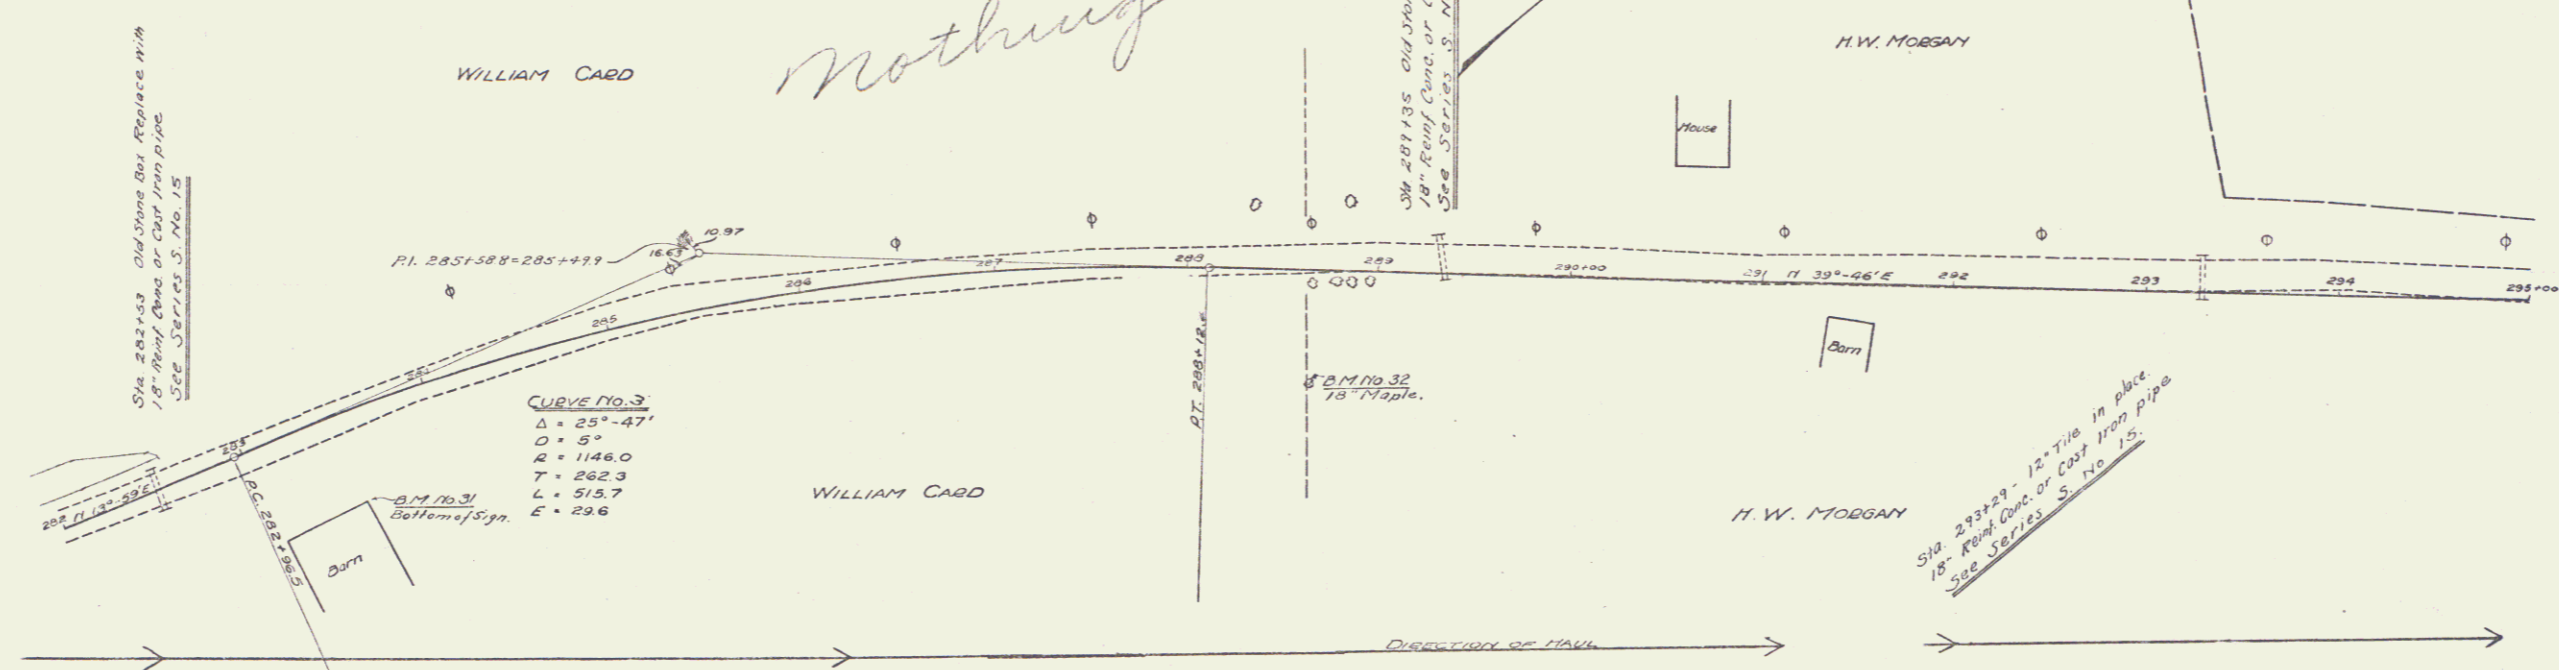 Sta. 282+53 Old Stone Box Replace with
18" Reinf. Conc. or Cast Iron pipe
See Series S. No. 15
WILLIAM CARD
Nothing
Sta. 289+35 Old
18" Reinf Conc. or
See Series S.
H.W. MORGAN
House
P.I. 285+58.8=285+49.9
16.63
10.97
282 N 13°-59'E
283
285
286
287
288
289
290+00
291 N 39°-46'E
292
293
294
295+00
P.C. 282+96.5
P.T. 288+12.
CURVE No. 3
Δ = 25°-47'
D = 5°
R = 1146.0
T = 262.3
L = 515.7
E = 29.6
B.M. No. 31
Bottom of Sign.
Barn
WILLIAM CARD
B.M. No. 32
18" Maple.
Barn
H.W. MORGAN
Sta. 293+29 - 12" Tile in place.
18" Reinf. Conc. or Cast Iron pipe
See Series S. No 15.
DIRECTION OF HAUL